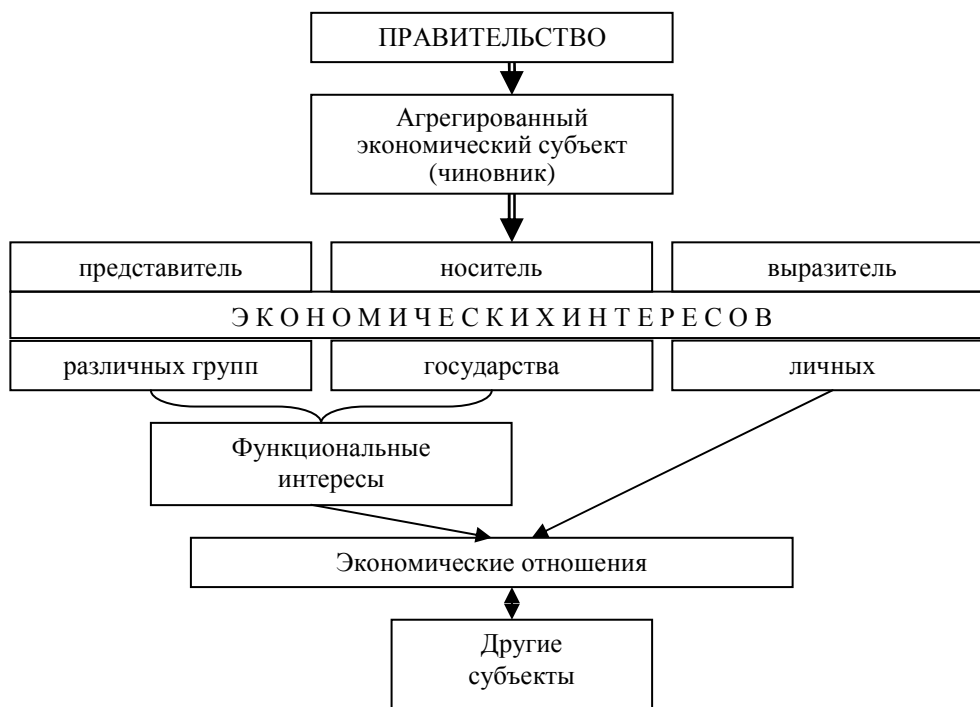 ПРАВИТЕЛЬСТВО
Агрегированный
экономический субъект
(чиновник)
представитель носитель выразитель
Э К О Н О М И Ч Е С К И Х И Н Т Е Р Е С О В
различных групп государства личных
Функциональные
интересы
Экономические отношения
Другие
субъекты